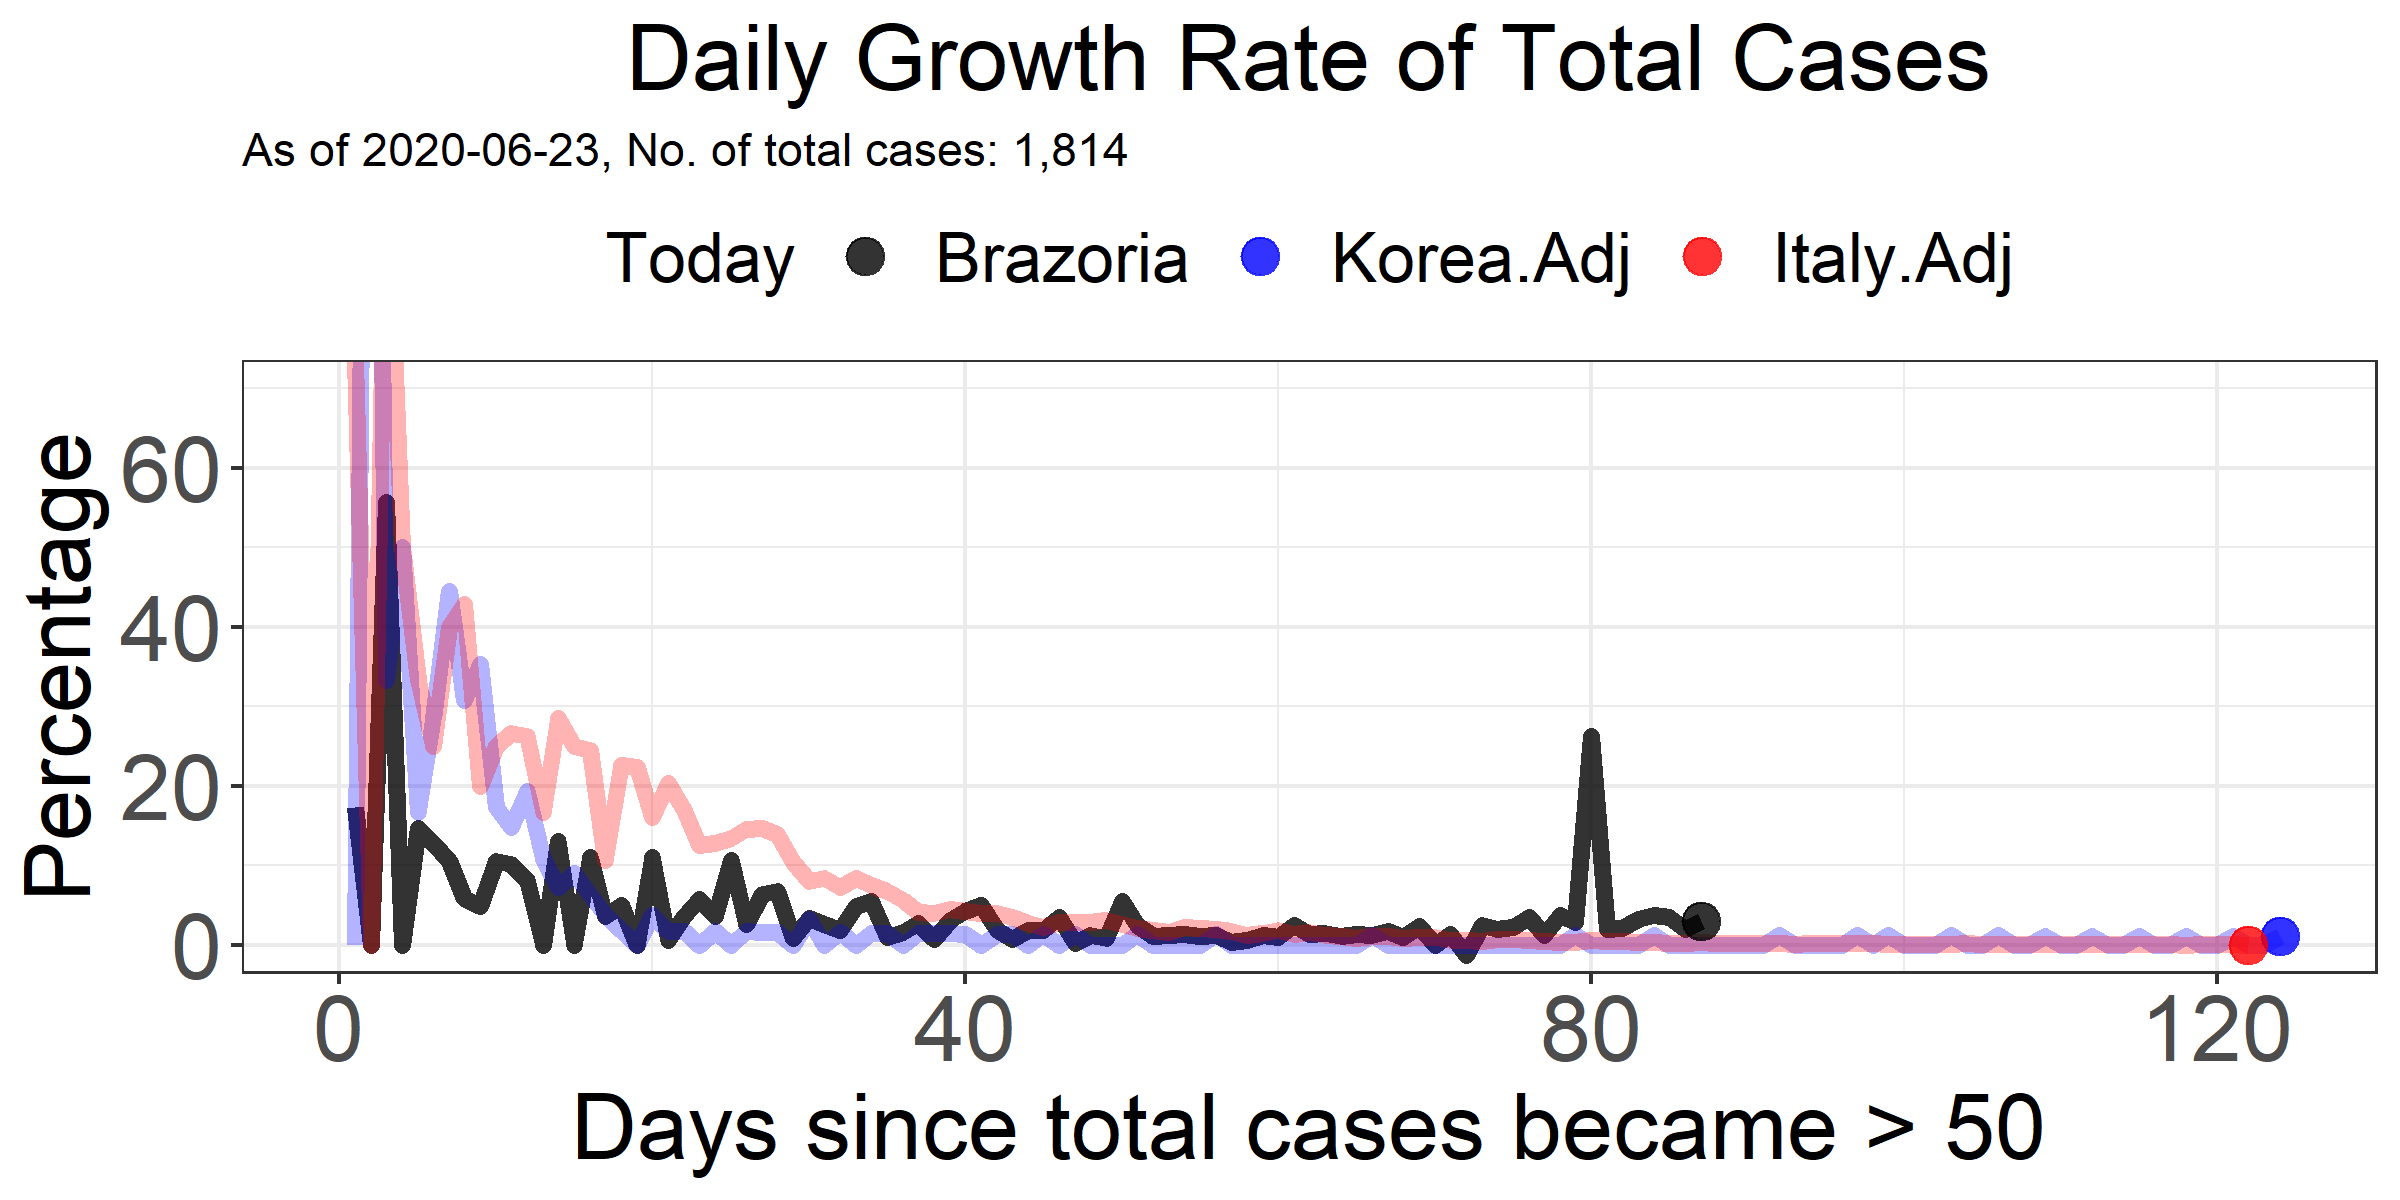 Daily Growth Rate of Total Cases
As of 2020-06-23, No. of total cases: 1,814
Today Brazoria Korea.Adj Italy.Adj
Percentage
60
40
20
0
0 40 80 120
Days since total cases became > 50